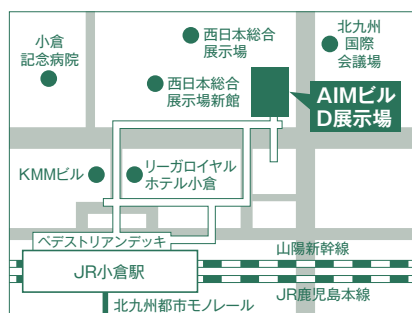 小倉
記念病院
西日本総合
展示場
北九州
国際
会議場
西日本総合
展示場新館
AIMビル
D展示場
KMMビル
リーガロイヤル
ホテル小倉
ペデストリアンデッキ
山陽新幹線
JR小倉駅
JR鹿児島本線
北九州都市モノレール